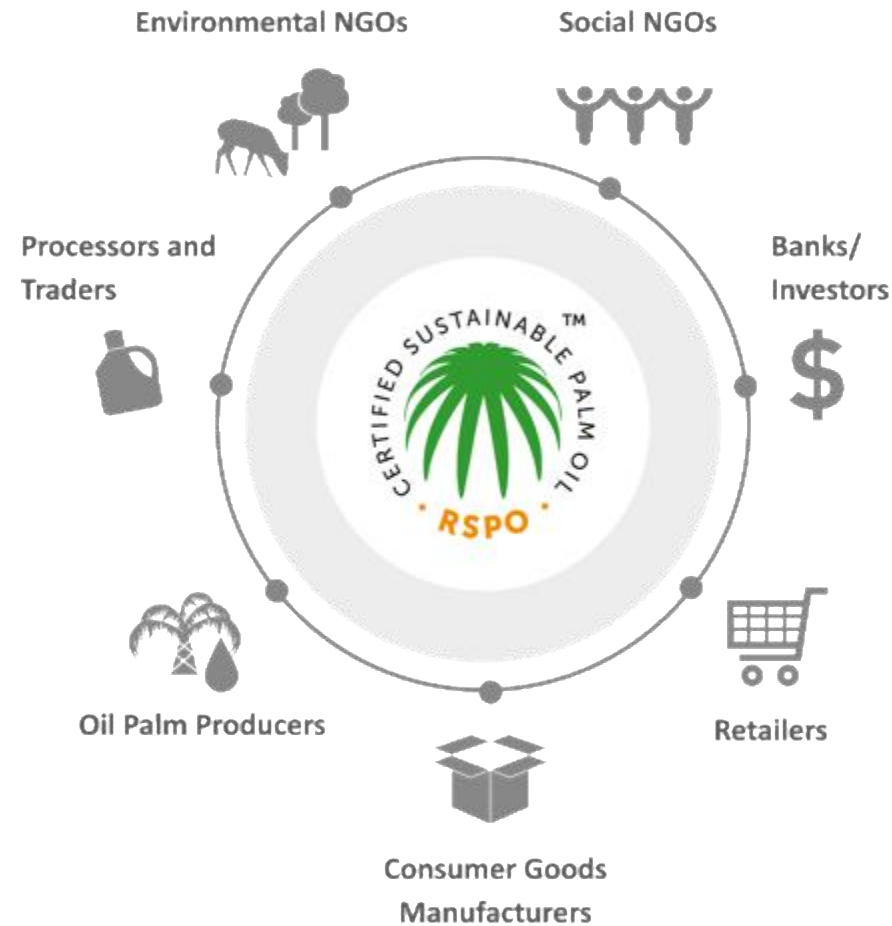 Environmental NGOs
Social NGOs
Processors and
Traders
Banks/
Investors
CERTIFIED SUSTAINABLE PALM OIL
TM
· RSPO ·
$
Oil Palm Producers
Retailers
Consumer Goods
Manufacturers